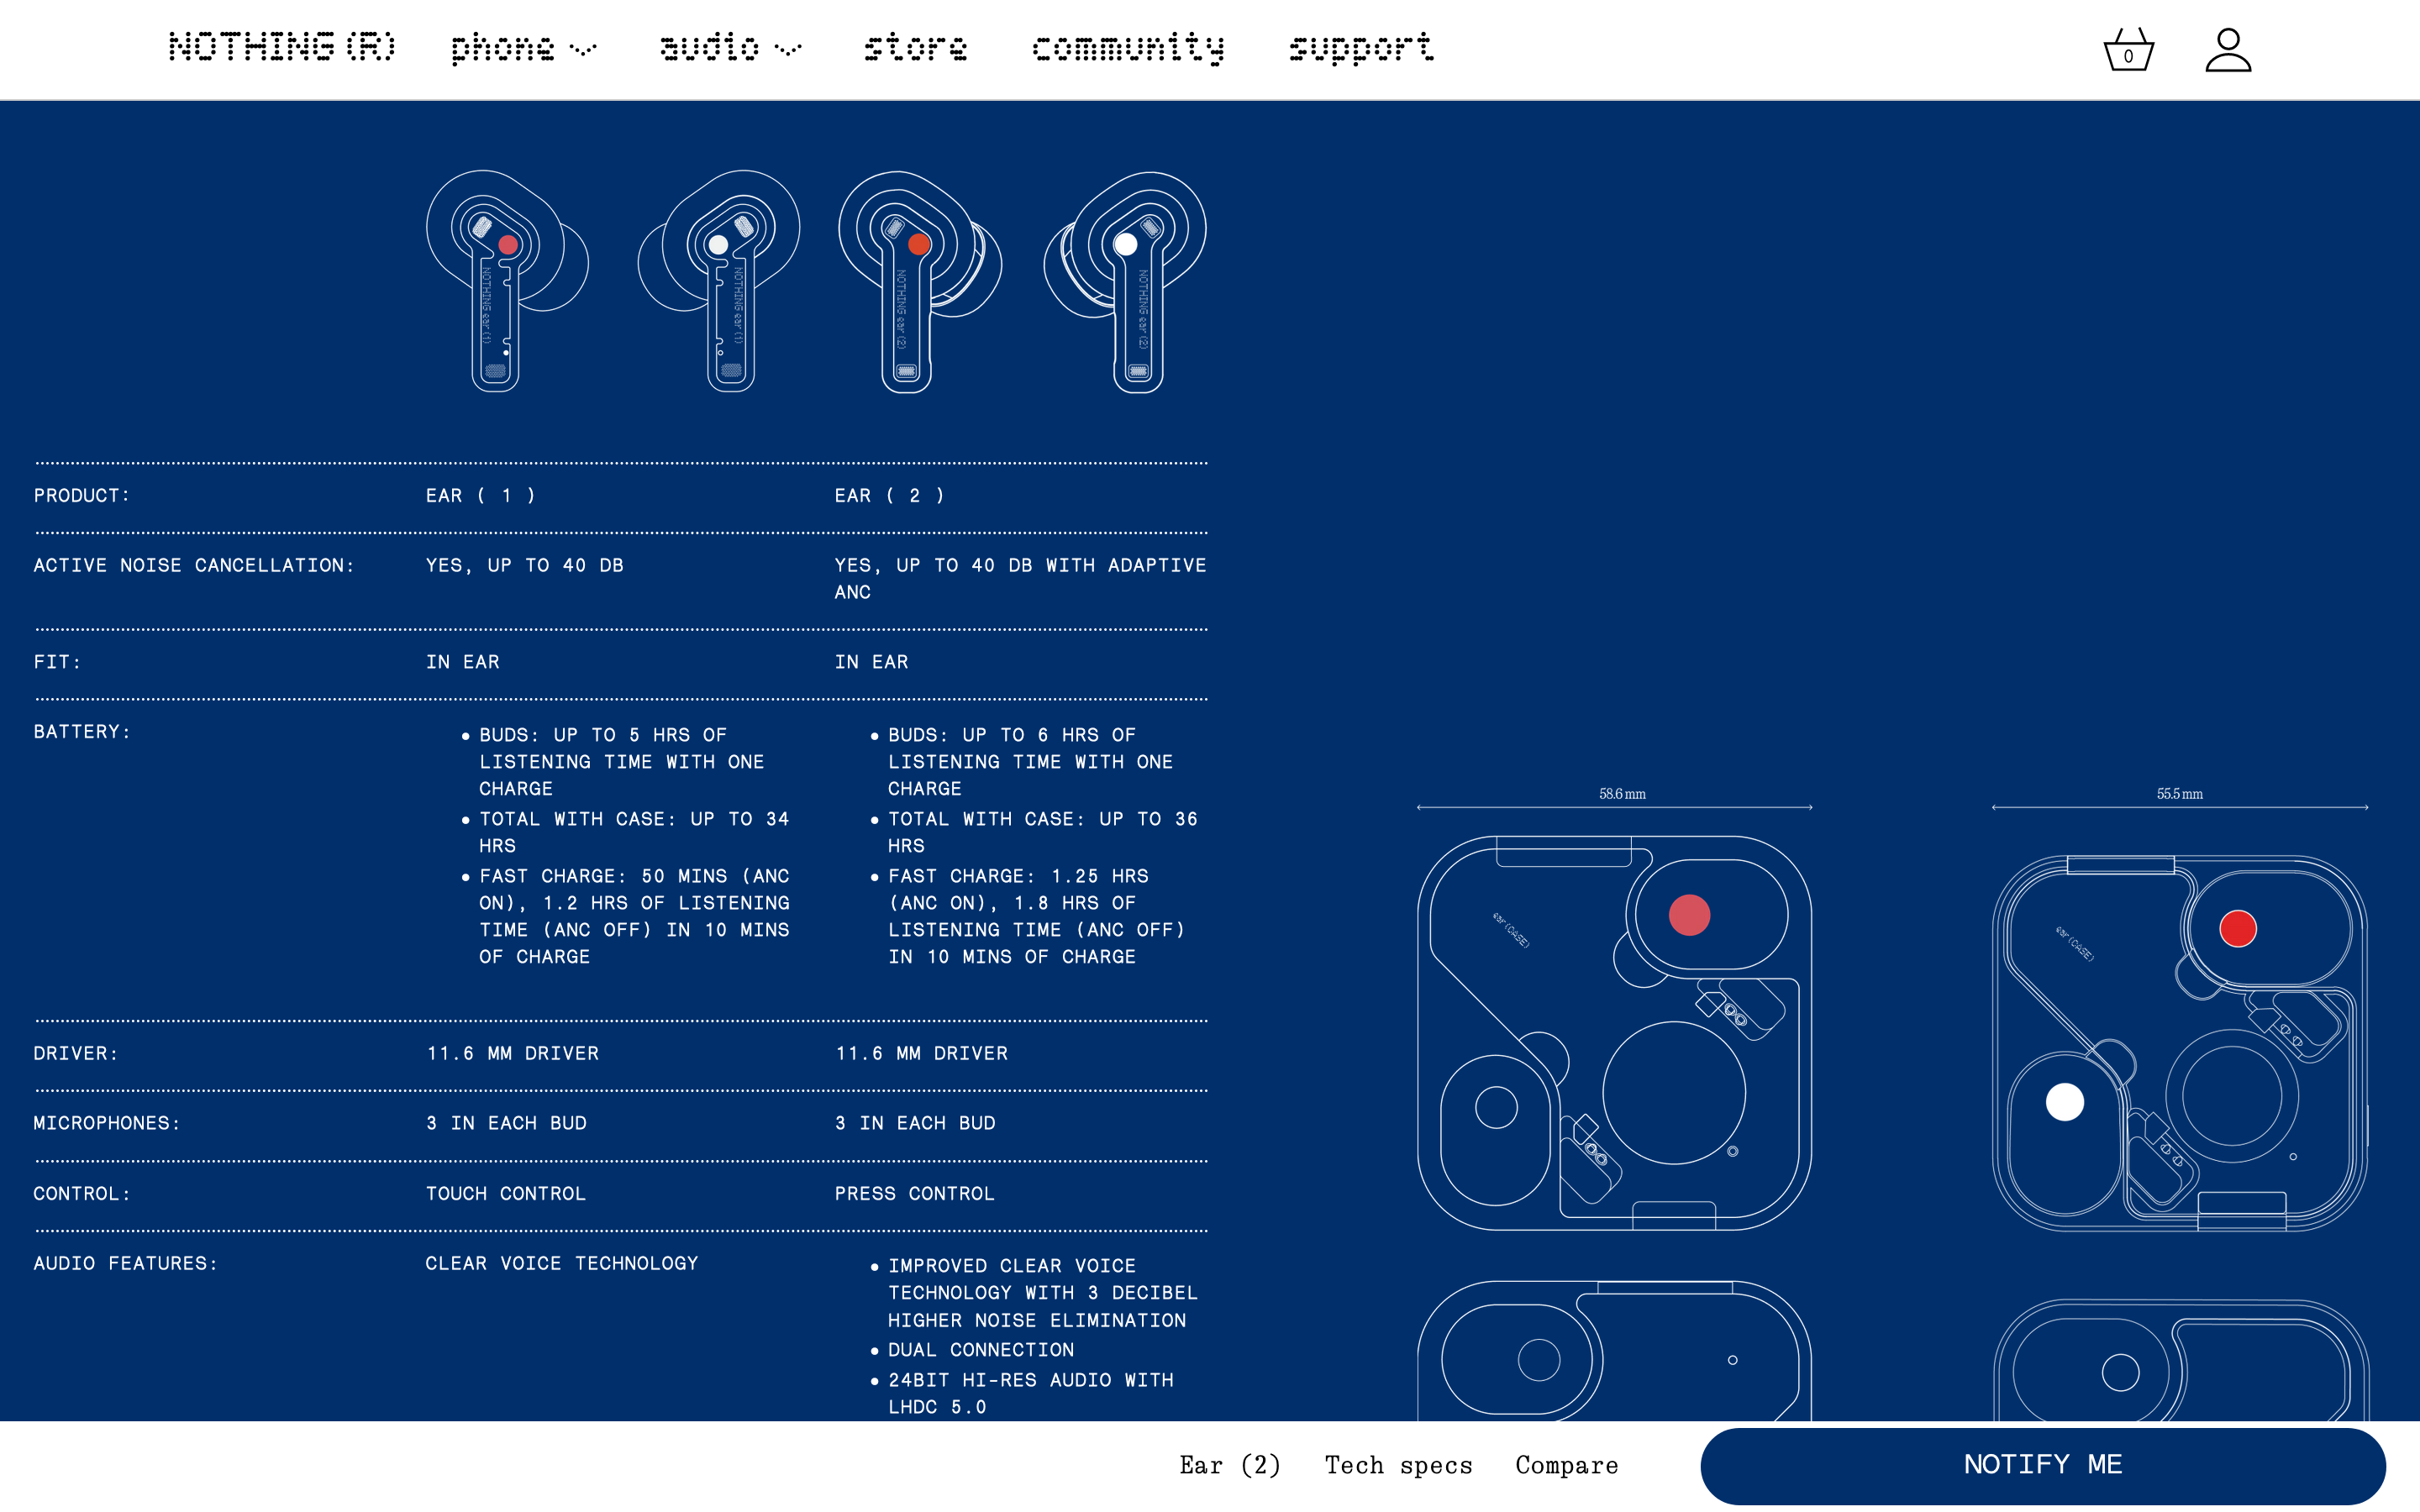 NOTHING (R) phone audio store community support
0
NOTHING ear (1)
NOTHING ear (1)
NOTHING ear (2)
NOTHING ear (2)
PRODUCT: EAR ( 1 ) EAR ( 2 )
ACTIVE NOISE CANCELLATION: YES, UP TO 40 DB YES, UP TO 40 DB WITH ADAPTIVE
ANC
FIT: IN EAR IN EAR
BATTERY:
• BUDS: UP TO 5 HRS OF
LISTENING TIME WITH ONE
CHARGE
• TOTAL WITH CASE: UP TO 34
HRS
• FAST CHARGE: 50 MINS (ANC
ON), 1.2 HRS OF LISTENING
TIME (ANC OFF) IN 10 MINS
OF CHARGE
• BUDS: UP TO 6 HRS OF
LISTENING TIME WITH ONE
CHARGE
• TOTAL WITH CASE: UP TO 36
HRS
• FAST CHARGE: 1.25 HRS
(ANC ON), 1.8 HRS OF
LISTENING TIME (ANC OFF)
IN 10 MINS OF CHARGE
DRIVER: 11.6 MM DRIVER 11.6 MM DRIVER
MICROPHONES: 3 IN EACH BUD 3 IN EACH BUD
CONTROL: TOUCH CONTROL PRESS CONTROL
AUDIO FEATURES: CLEAR VOICE TECHNOLOGY
• IMPROVED CLEAR VOICE
TECHNOLOGY WITH 3 DECIBEL
HIGHER NOISE ELIMINATION
• DUAL CONNECTION
• 24BIT HI-RES AUDIO WITH
LHDC 5.0
58.6 mm
55.5 mm
ear (CASE)
ear (CASE)
Ear (2) Tech specs Compare NOTIFY ME